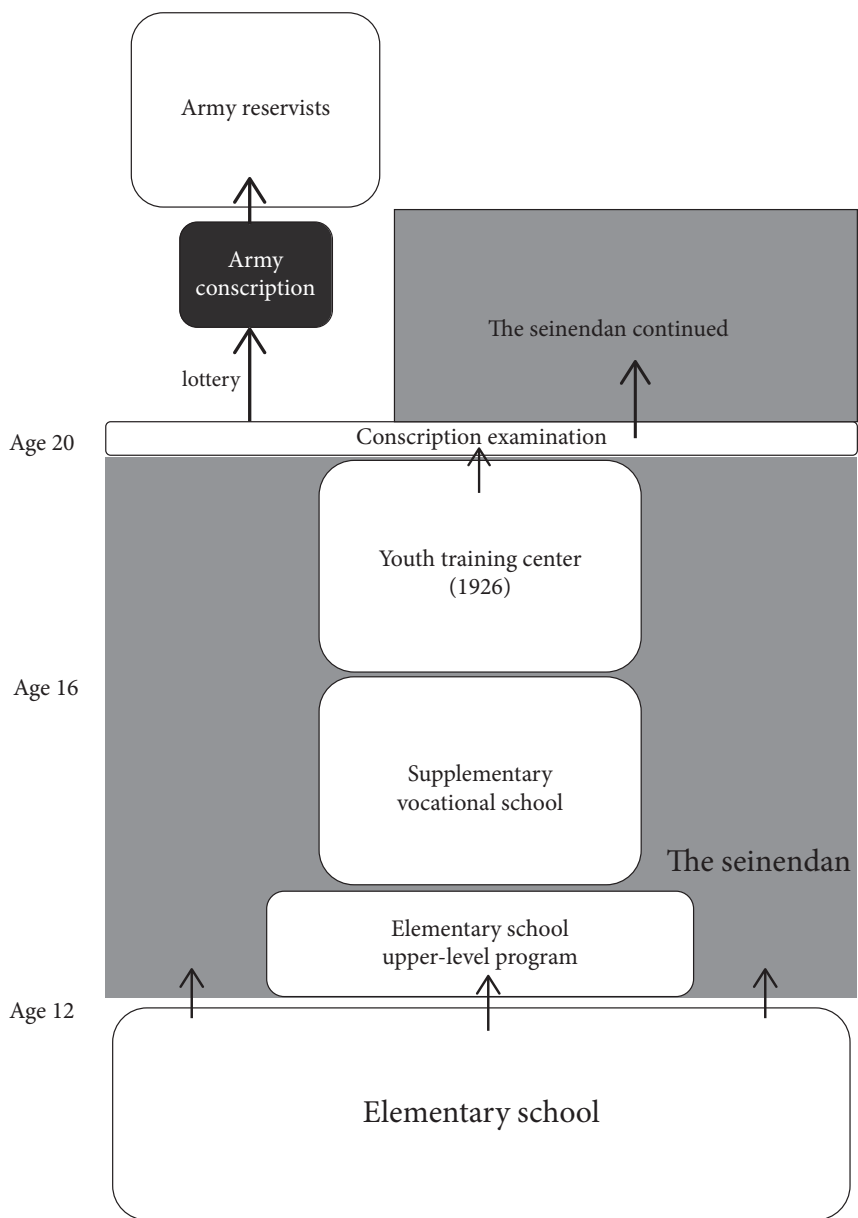 Army reservists
Army
conscription
The seinendan continued
lottery
Age 20
Conscription examination
Youth training center
(1926)
Age 16
Supplementary
vocational school
The seinendan
Elementary school
upper-level program
Age 12
Elementary school